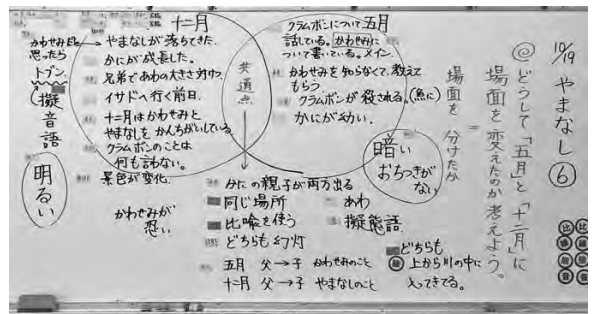 10/19 やまなし ⑥
◎どうして「五月」と「十二月」に
場面を変えたのか考えよう。
＝
場面を分けたか
五月
クラムボンについて
話している。かわせみに
ついて書いている。メイン
かわせみを知らなくて、教えて
もらう
クラムボンが殺される。(魚に)
かにが幼い。
暗い
おちつきが
ない
共通点
十二月
やまなしが落ちてきた。
かにが成長した。
兄弟であわの大きさ対決
イサドへ行く前日.
十二月はかわせみと
やまなしをかんちがいしている。
クラムボンのことは
何も言わない。
景色が変化.
かわせみだと
思ったら
トブン.
(擬音語
明るい
かわせみが
恐い
かにの親子が両方出る
同じ場所
あわ
比喩を使う
擬態語
どちらも幻灯
五月 父→子 かわせみのこと
十二月 父→子 やまなしのこと
どちらも
上から川の中に
入ってきてる。